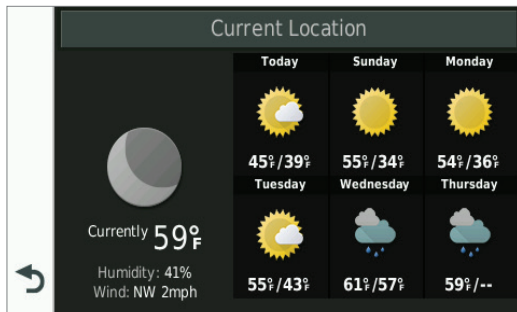 Current Location
Today Sunday Monday
45°F/39°F 55°F/34°F 54°F/36°F
Tuesday Wednesday Thursday
55°F/43°F 61°F/57°F 59°F/--
Currently 59°F
Humidity: 41%
Wind: NW 2mph